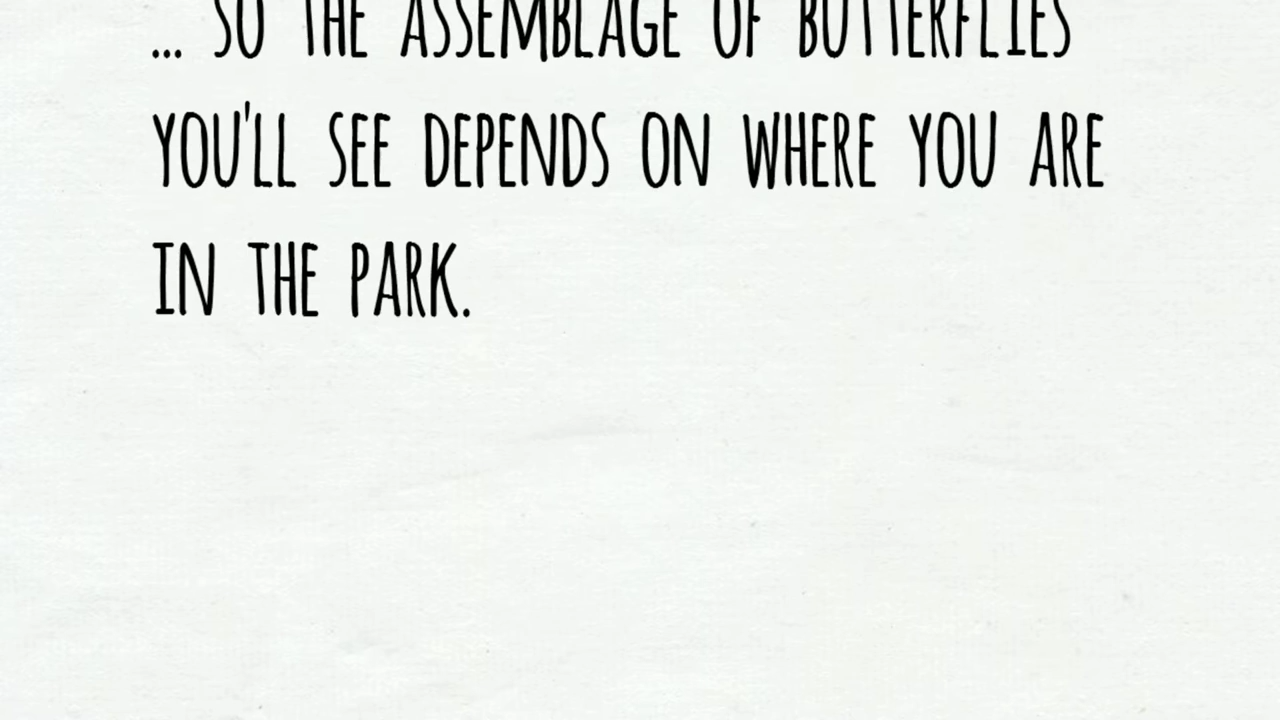 ... SO THE ASSEMBLAGE OF BUTTERFLIES
YOU'LL SEE DEPENDS ON WHERE YOU ARE
IN THE PARK.